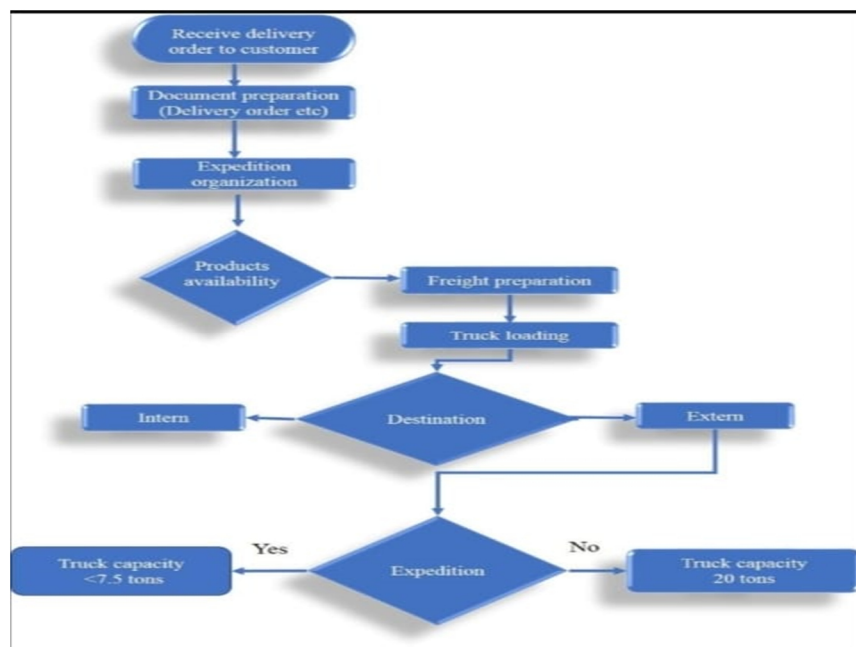 Receive delivery
order to customer
Document preparation
(Delivery order etc)
Expedition
organization
Products
availability
Freight preparation
Truck loading
Intern
Destination
Extern
Yes
No
Truck capacity
<7.5 tons
Expedition
Truck capacity
20 tons